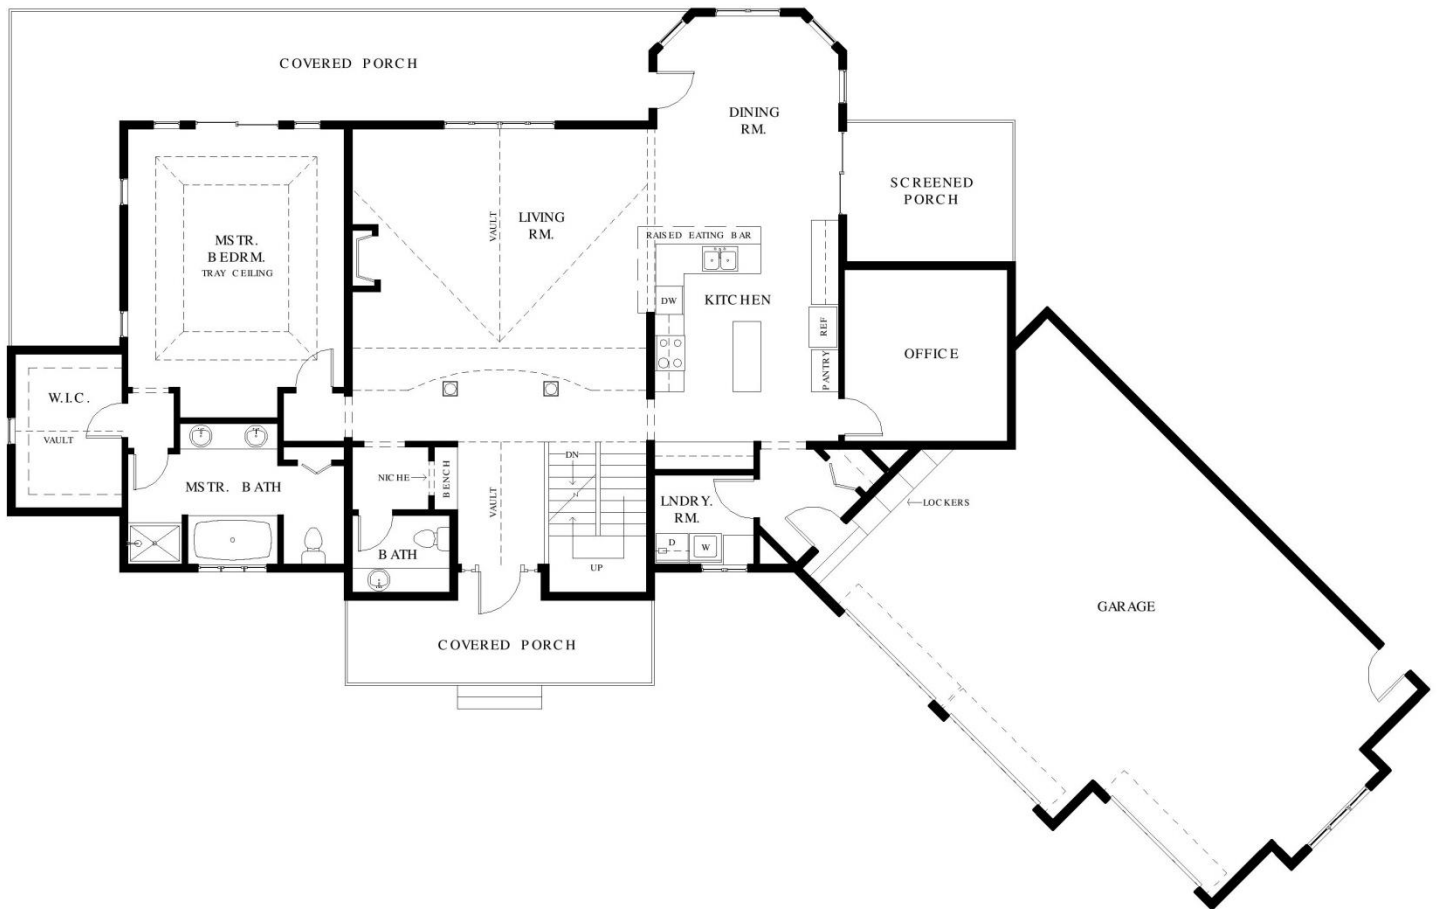 COVERED PORCH
DINING
RM.
SCREENED
PORCH
LIVING
RM.
VAULT
MSTR.
BEDRM.
TRAY CEILING
RAISED EATING BAR
DW
KITCHEN
REF
PANTRY
OFFICE
W.I.C.
VAULT
MSTR. BATH
NICHE
BENCH
VAULT
DN
UP
LNDRY.
RM.
D
W
LOCKERS
BATH
GARAGE
COVERED PORCH